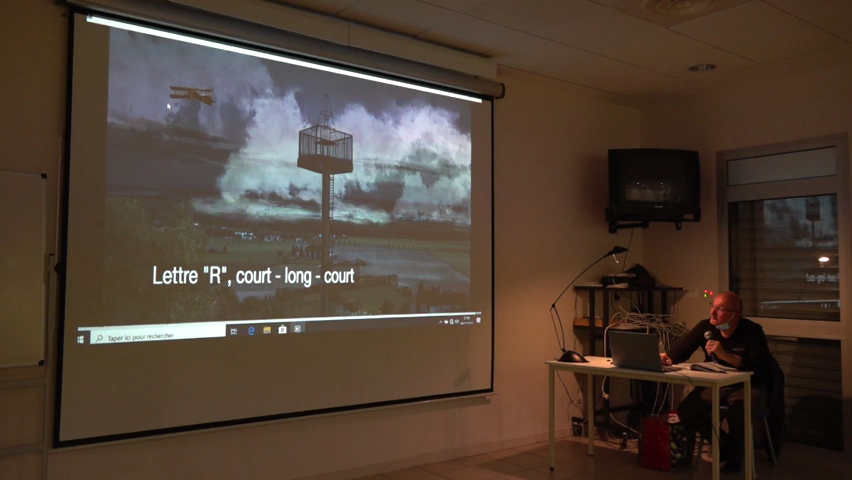 Lettre "R", court - long - court
Taper ici pour rechercher